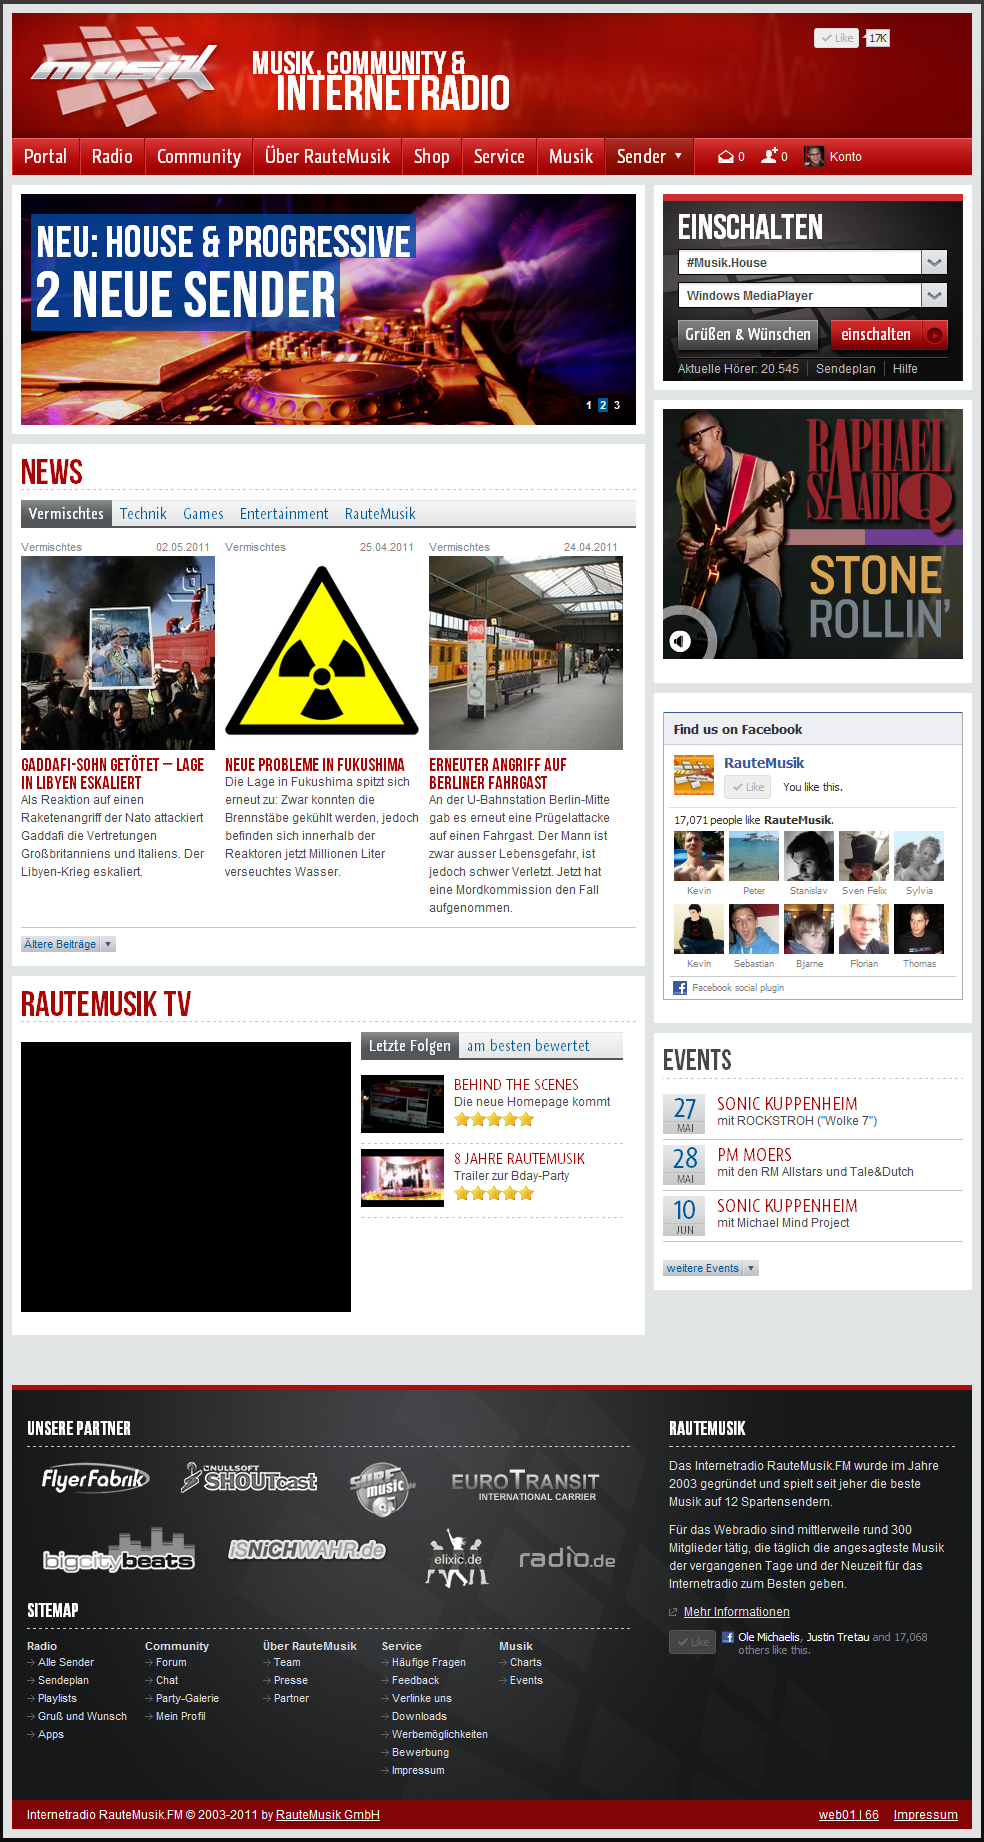 musik
MUSIK, COMMUNITY &
INTERNETRADIO
Like 17K
Portal Radio Community Über RauteMusik Shop Service Musik Sender ▼ 0 0 Konto
NEU: HOUSE & PROGRESSIVE
2 NEUE SENDER
1 2 3
EINSCHALTEN
#Musik.House
Windows MediaPlayer
Grüßen & Wünschen einschalten
Aktuelle Hörer: 20.545 Sendeplan Hilfe
NEWS
Vermischtes Technik Games Entertainment RauteMusik
Vermischtes 02.05.2011
GADDAFI-SOHN GETÖTET – LAGE
IN LIBYEN ESKALIERT
Als Reaktion auf einen
Raketenangriff der Nato attackiert
Gaddafi die Vertretungen
Großbritanniens und Italiens. Der
Libyen-Krieg eskaliert.
Vermischtes 25.04.2011
NEUE PROBLEME IN FUKUSHIMA
Die Lage in Fukushima spitzt sich
erneut zu: Zwar konnten die
Brennstäbe gekühlt werden, jedoch
befinden sich innerhalb der
Reaktoren jetzt Millionen Liter
verseuchtes Wasser.
Vermischtes 24.04.2011
ERNEUTER ANGRIFF AUF
BERLINER FAHRGAST
An der U-Bahnstation Berlin-Mitte
gab es erneut eine Prügelattacke
auf einen Fahrgast. Der Mann ist
zwar ausser Lebensgefahr, ist
jedoch schwer Verletzt. Jetzt hat
eine Mordkommission den Fall
aufgenommen.
Ältere Beiträge ▼
RAPHAEL
SAADIQ
STONE
ROLLIN'
Find us on Facebook
RauteMusik
Like You like this.
17,071 people like RauteMusik.
Kevin Peter Stanislav Sven Felix Sylvia
Kevin Sebastian Bjarne Florian Thomas
Facebook social plugin
RAUTEMUSIK TV
Letzte Folgen am besten bewertet
BEHIND THE SCENES
Die neue Homepage kommt
8 JAHRE RAUTEMUSIK
Trailer zur Bday-Party
EVENTS
27 SONIC KUPPENHEIM
MAI mit ROCKSTROH ("Wolke 7")
28 PM MOERS
MAI mit den RM Allstars und Tale&Dutch
10 SONIC KUPPENHEIM
JUN mit Michael Mind Project
weitere Events ▼
UNSERE PARTNER
FlyerFabrik NULLSOFT SHOUTcast SURF music EUROTRANSIT
INTERNATIONAL CARRIER
bigcitybeats iSNiCHWAHR.de elixic.de radio.de
SITEMAP
Radio
Alle Sender
Sendeplan
Playlists
Gruß und Wunsch
Apps
Community
Forum
Chat
Party-Galerie
Mein Profil
Über RauteMusik
Team
Presse
Partner
Service
Häufige Fragen
Feedback
Verlinke uns
Downloads
Werbemöglichkeiten
Bewerbung
Impressum
Musik
Charts
Events
RAUTEMUSIK
Das Internetradio RauteMusik.FM wurde im Jahre
2003 gegründet und spielt seit jeher die beste
Musik auf 12 Spartensendern.
Für das Webradio sind mittlerweile rund 300
Mitglieder tätig, die täglich die angesagteste Musik
der vergangenen Tage und der Neuzeit für das
Internetradio zum Besten geben.
Mehr Informationen
Like Ole Michaelis, Justin Tretau and 17,068
others like this.
Internetradio RauteMusik.FM © 2003-2011 by RauteMusik GmbH
web01 | 66 Impressum